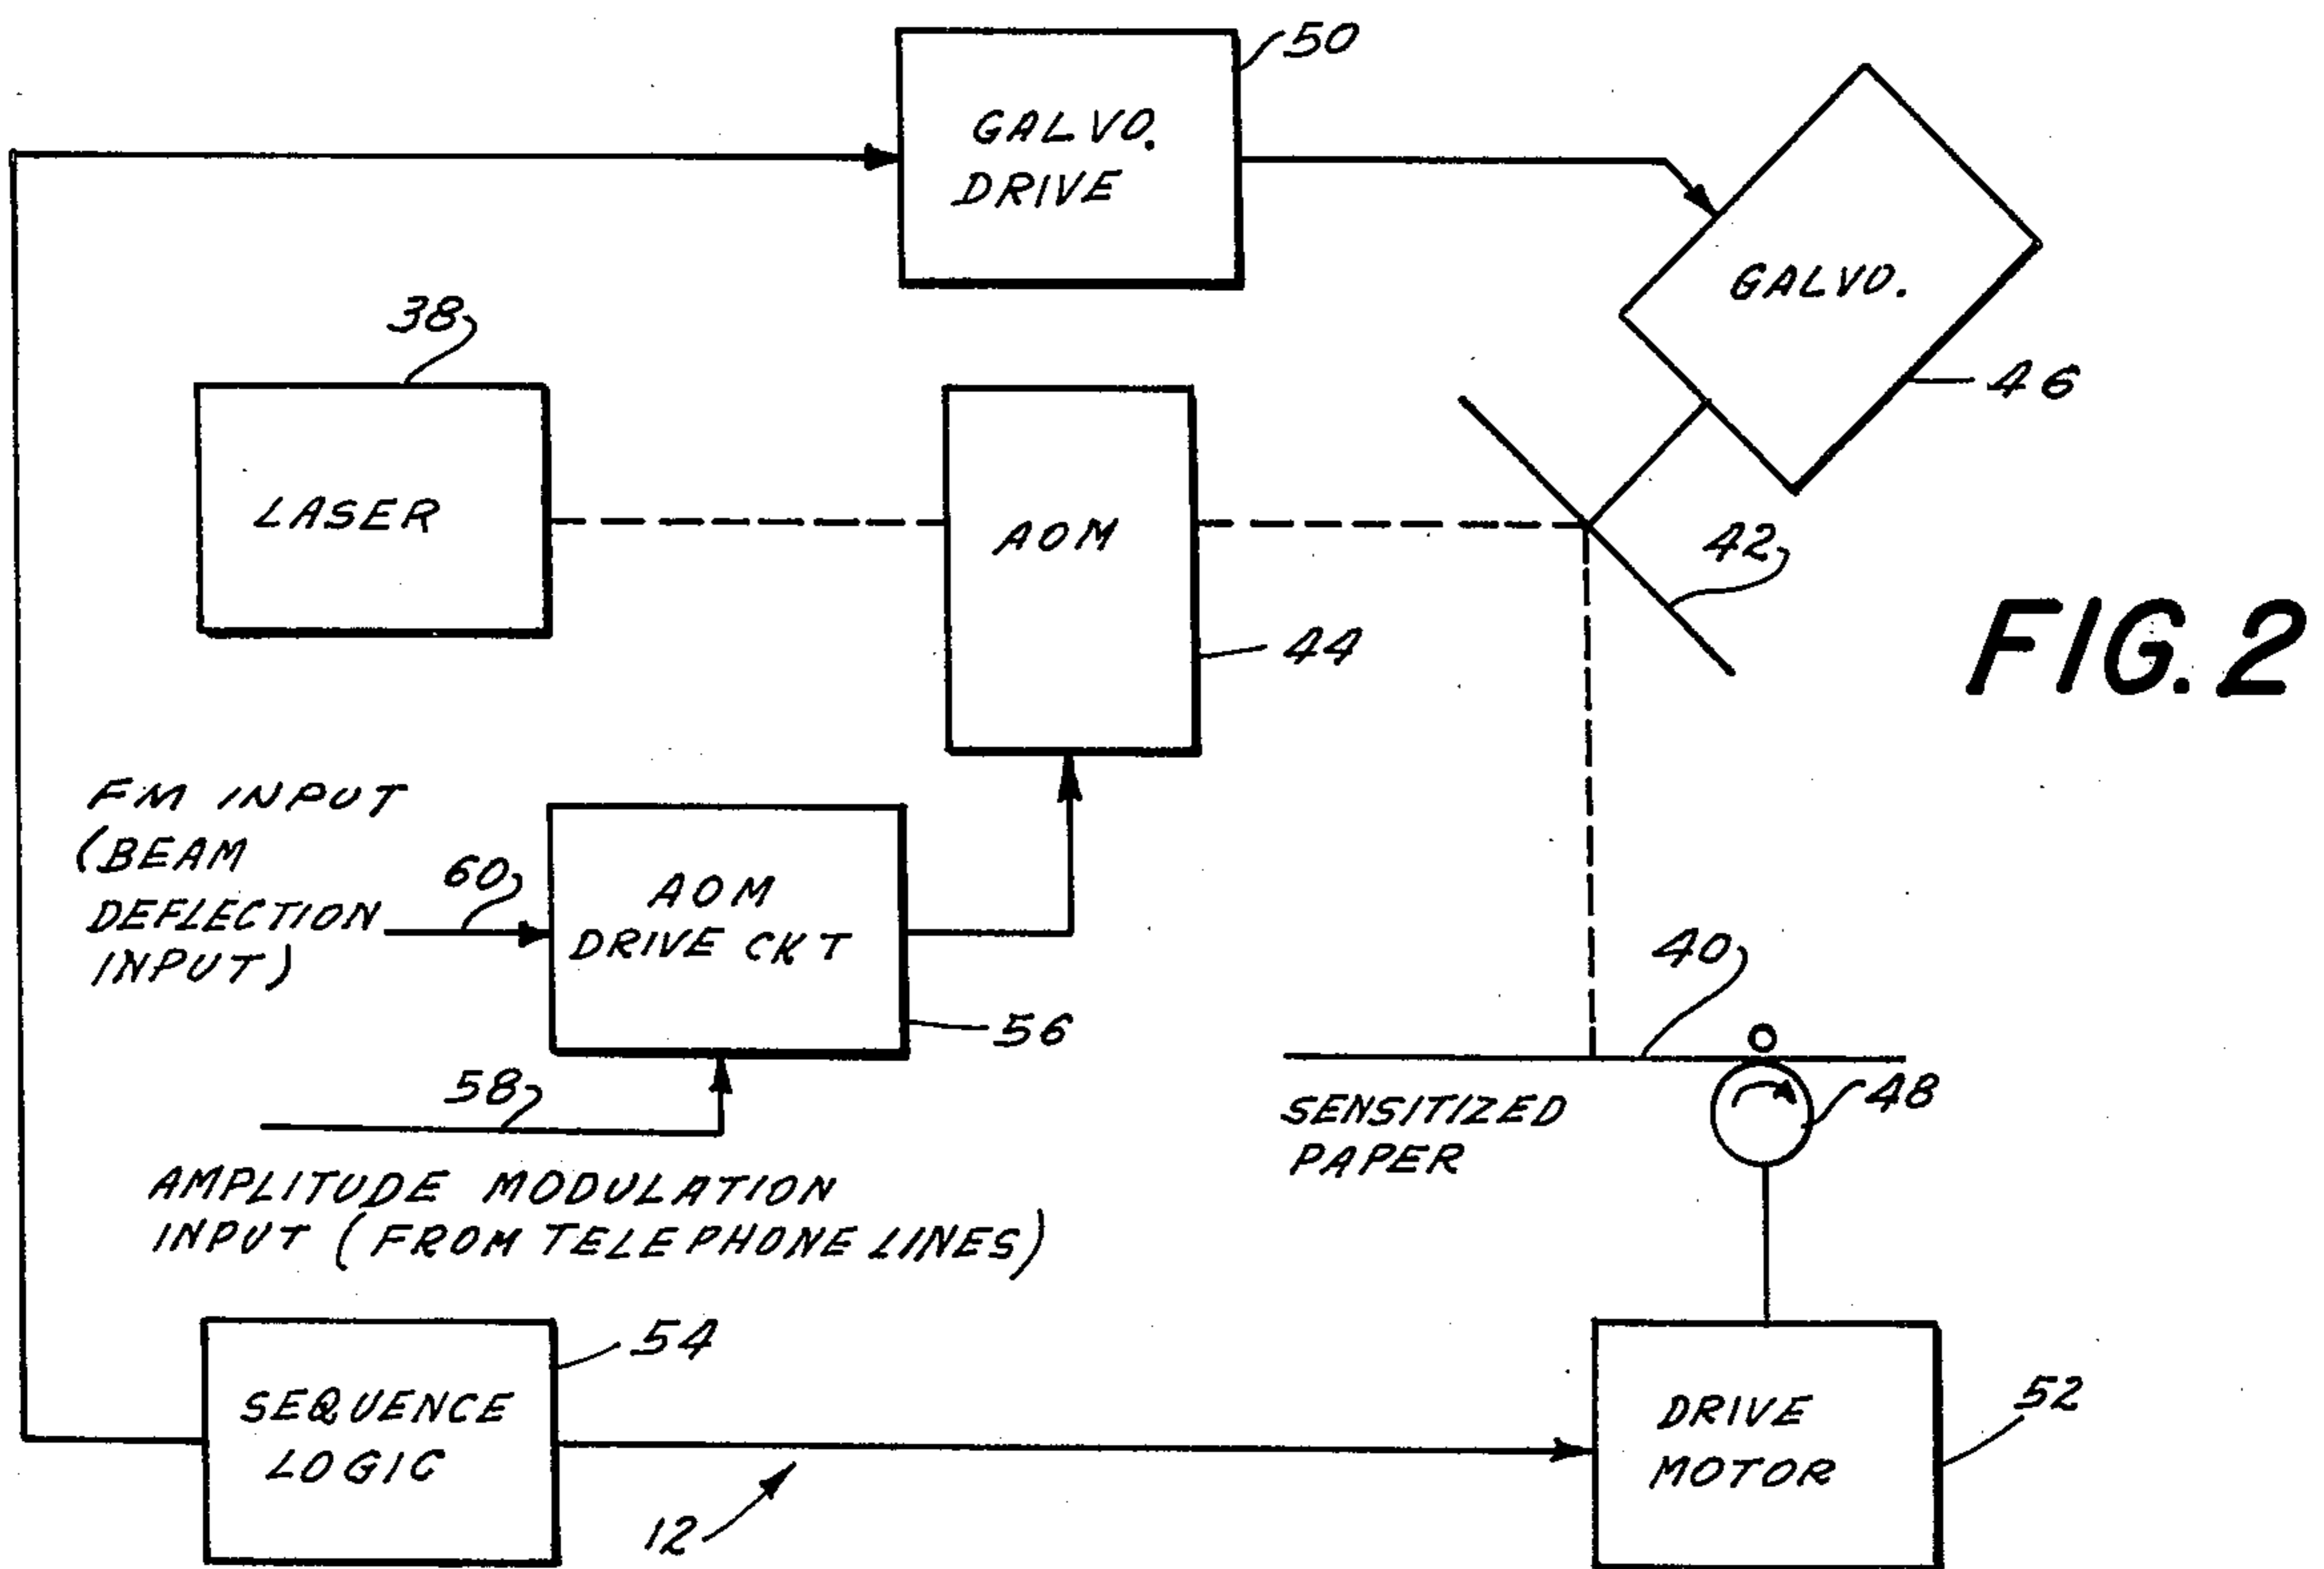 50
GALVO.
DRIVE
GALVO.
46
38
LASER
AOM
44
42
FIG. 2
FM INPUT
(BEAM
DEFLECTION
INPUT)
60
AOM
DRIVE CKT
56
58
AMPLITUDE MODULATION
INPUT (FROM TELEPHONE LINES)
40
SENSITIZED
PAPER
48
54
SEQUENCE
LOGIC
12
DRIVE
MOTOR
52